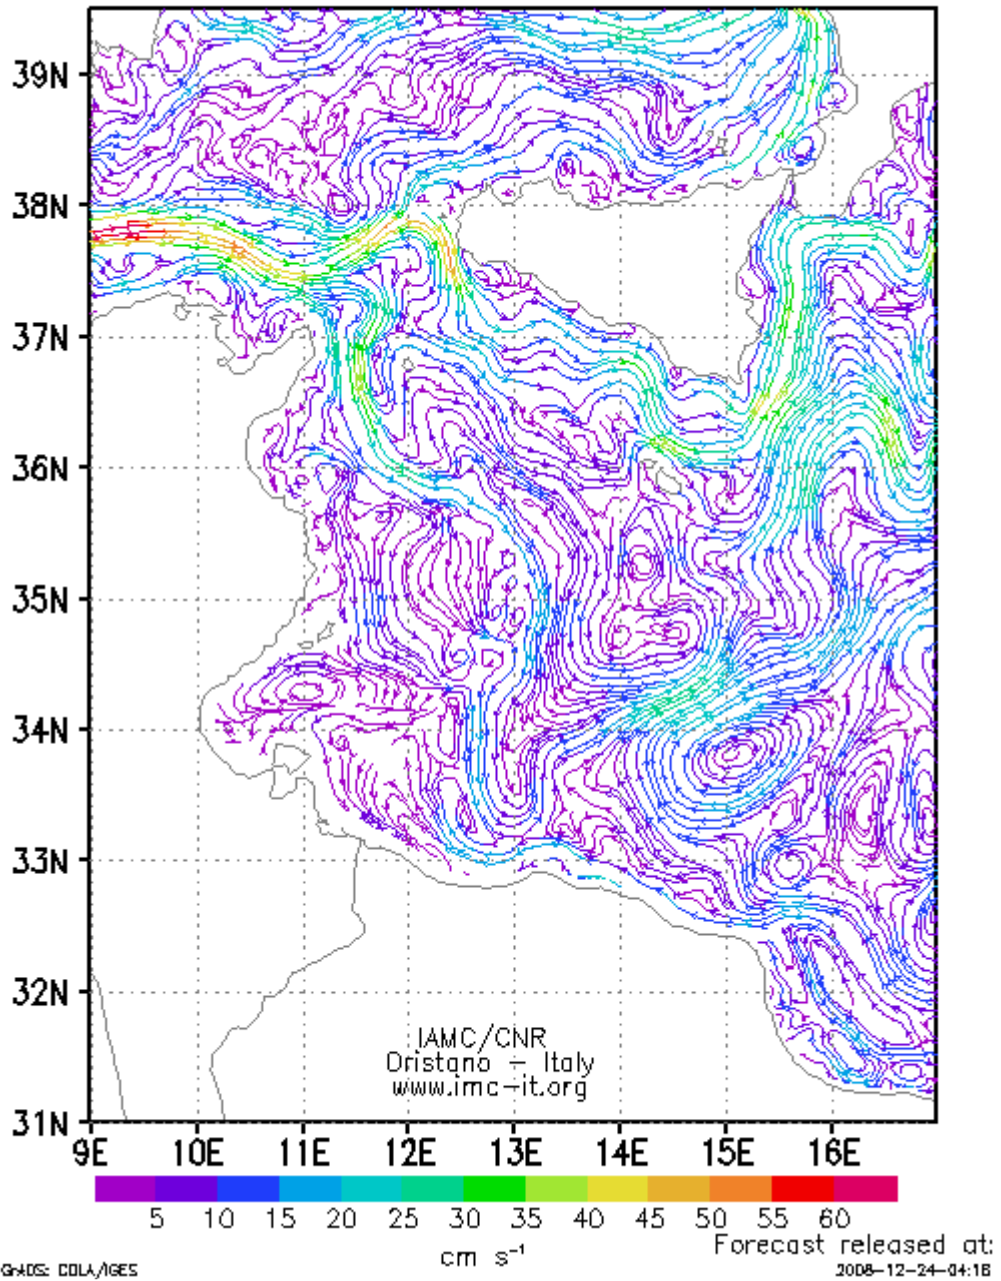 39N
38N
37N
36N
35N
34N
33N
32N
31N
IAMC/CNR
Oristano – Italy
www.imc-it.org
9E 10E 11E 12E 13E 14E 15E 16E
5 10 15 20 25 30 35 40 45 50 55 60
cm s⁻¹
Forecast released at:
GrADS: COLA/IGES
2008-12-24-04:18